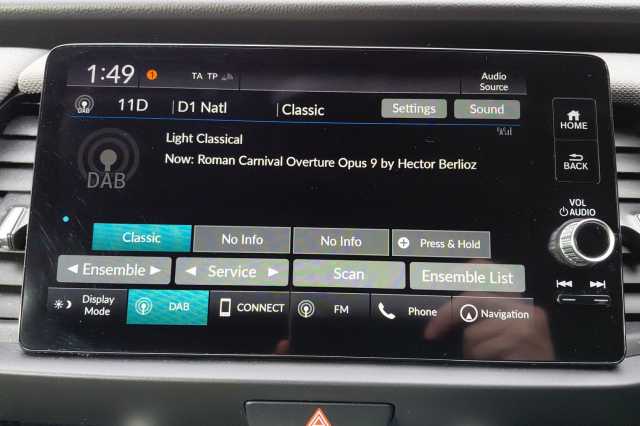 1:49 TA TP
Audio Source
DAB 11D D1 Natl Classic Settings Sound
Light Classical
Now: Roman Carnival Overture Opus 9 by Hector Berlioz
DAB
HOME
BACK
VOL
AUDIO
Classic No Info No Info Press & Hold
Ensemble Service Scan Ensemble List
Display Mode DAB CONNECT FM Phone Navigation